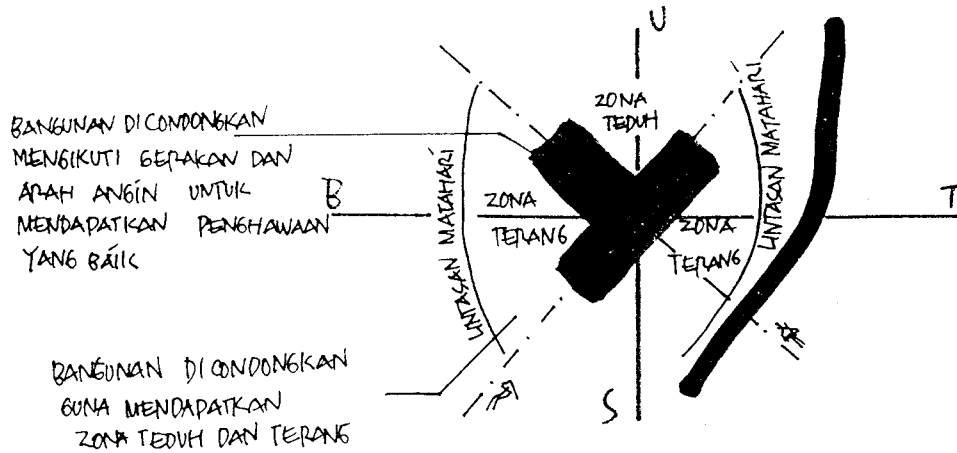 U
ZONA
TEDUH
BANGUNAN DICONDONGKAN
MENGIKUTI GERAKAN DAN
ARAH ANGIN UNTUK
MENDAPATKAN PENGHAWAAN
YANG BAIK
B
LINTASAN MATAHARI
ZONA
TERANG
ZONA
TERANG
LINTASAN MATAHARI
T
BANGUNAN DICONDONGKAN
GUNA MENDAPATKAN
ZONA TEDUH DAN TERANG
S